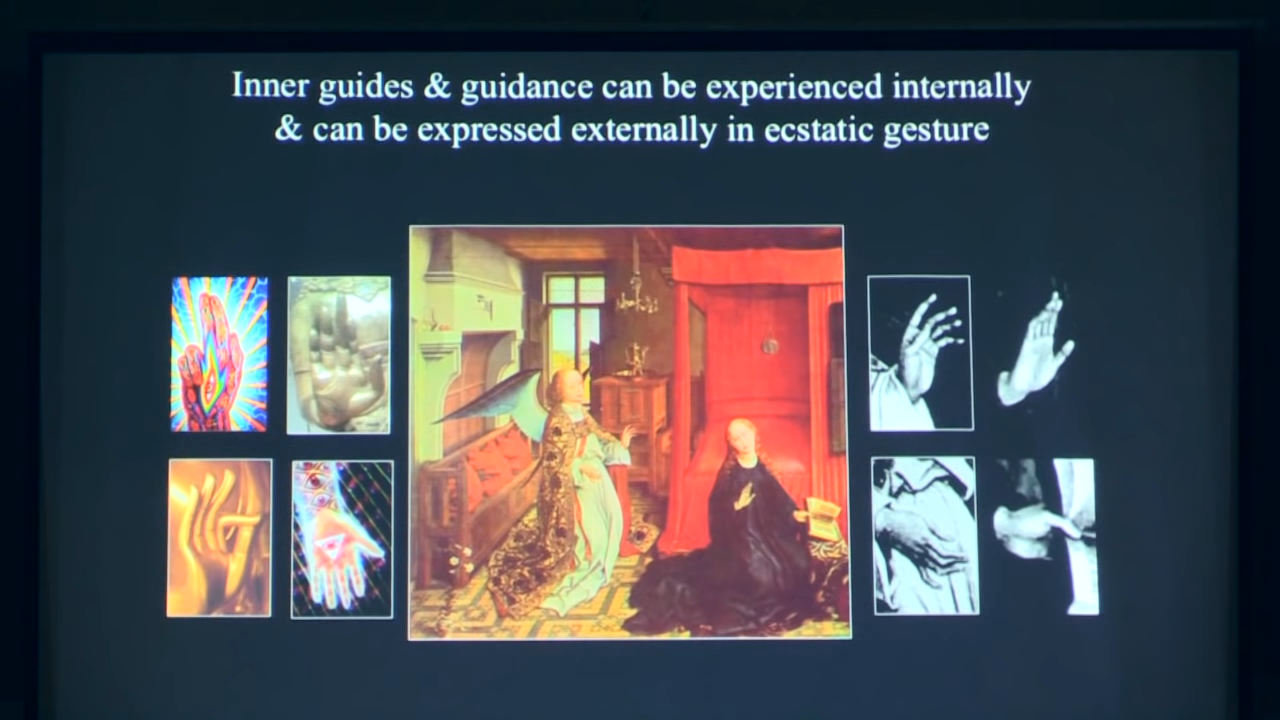 Inner guides & guidance can be experienced internally
& can be expressed externally in ecstatic gesture